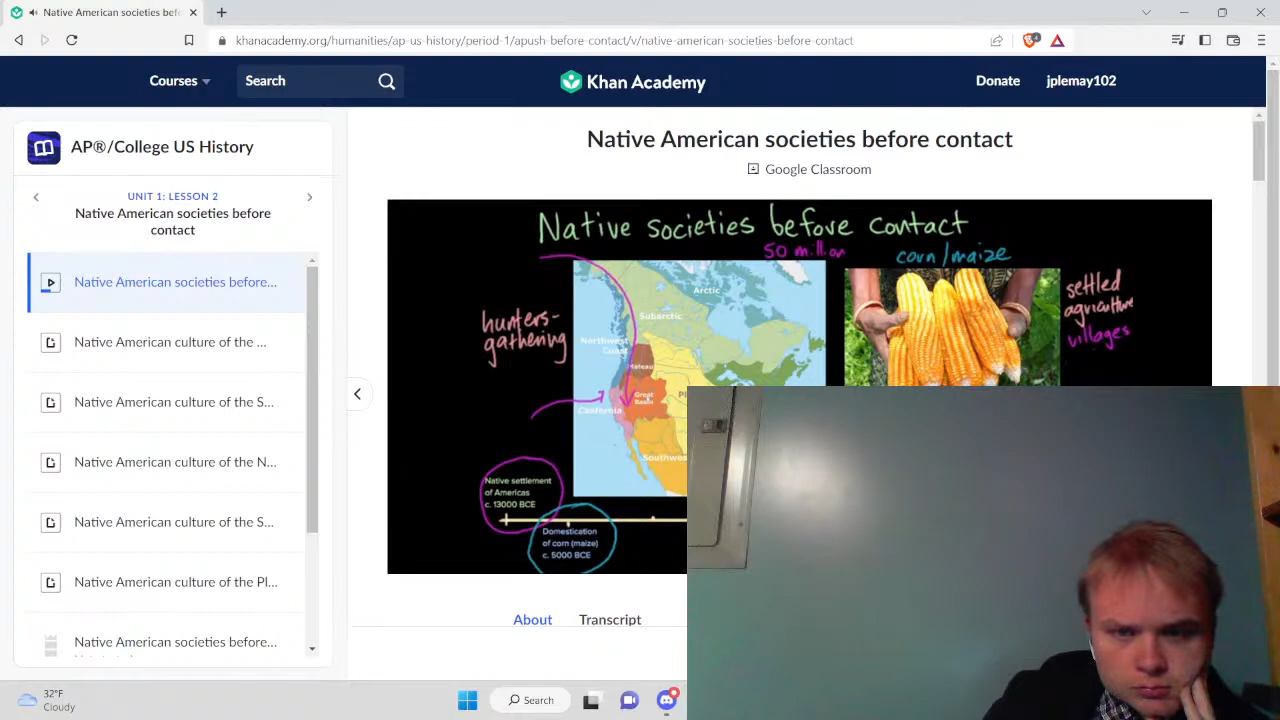 Native American societies bef
khanacademy.org/humanities/ap-us-history/period-1/apush-before-contact/v/native-american-societies-before-contact
4
Courses
Search
Khan Academy
Donate
jplemay102
AP®/College US History
UNIT 1: LESSON 2
Native American societies before
contact
Native American societies before...
Native American culture of the ...
Native American culture of the S...
Native American culture of the N...
Native American culture of the S...
Native American culture of the Pl...
Native American societies before...
Native American societies before contact
Google Classroom
Native societies before contact
50 million
corn/maize
hunters-
gathering
settled
agriculture
villages
Arctic
Subarctic
Northwest
Coast
Plateau
Great
Basin
Pl
California
Southwes
Native settlement
of Americas
c. 13000 BCE
Domestication
of corn (maize)
c. 5000 BCE
About
Transcript
32°F
Cloudy
Search